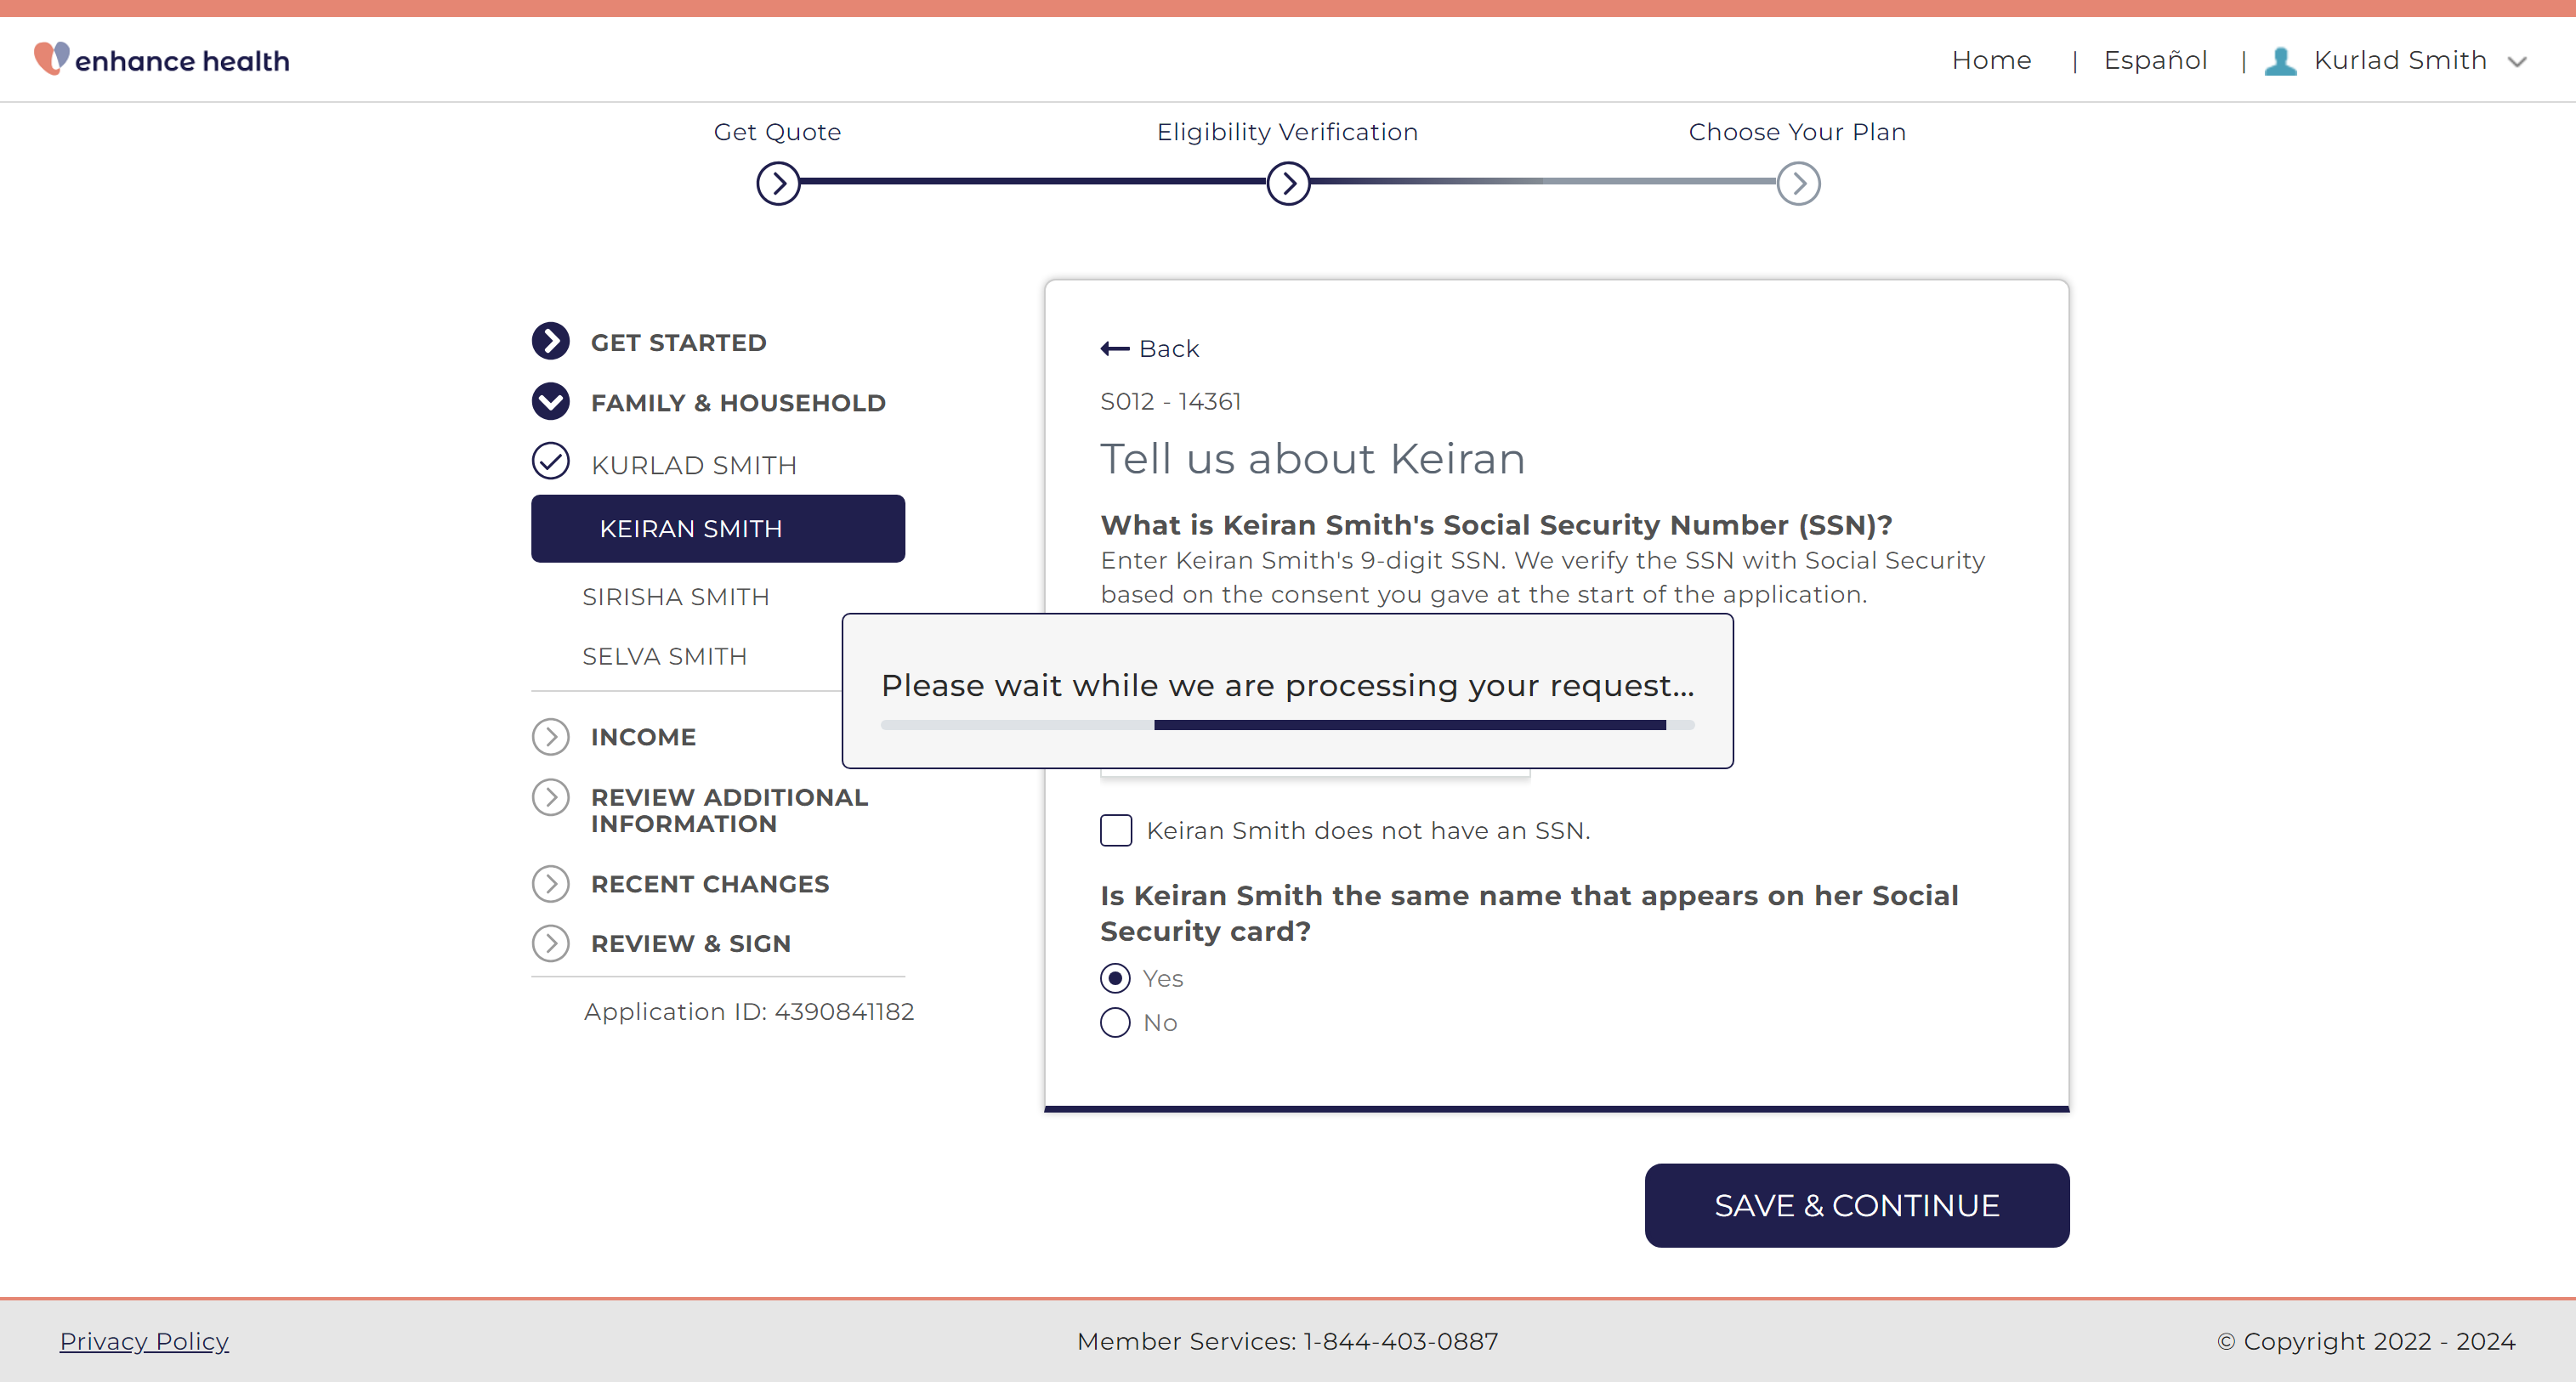 enhance health
Home | Español | Kurlad Smith
Get Quote
Eligibility Verification
Choose Your Plan
GET STARTED
FAMILY & HOUSEHOLD
KURLAD SMITH
KEIRAN SMITH
SIRISHA SMITH
SELVA SMITH
INCOME
REVIEW ADDITIONAL
INFORMATION
RECENT CHANGES
REVIEW & SIGN
Application ID: 4390841182
Back
S012 - 14361
Tell us about Keiran
What is Keiran Smith's Social Security Number (SSN)?
Enter Keiran Smith's 9-digit SSN. We verify the SSN with Social Security
based on the consent you gave at the start of the application.
Please wait while we are processing your request...
Keiran Smith does not have an SSN.
Is Keiran Smith the same name that appears on her Social
Security card?
Yes
No
SAVE & CONTINUE
Privacy Policy
Member Services: 1-844-403-0887
© Copyright 2022 - 2024